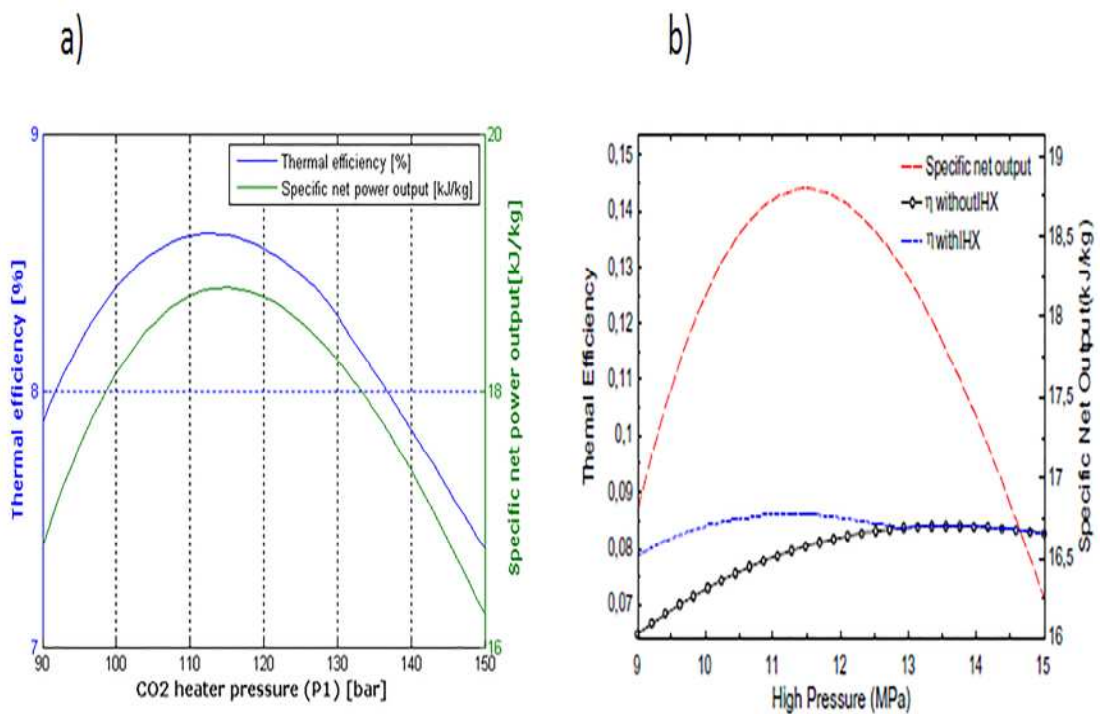 a)
9
20
Thermal efficiency [%]
Specific net power output [kJ/kg]
Thermal efficiency [%]
8
18
Specific net power output[kJ/kg]
7
16
90 100 110 120 130 140 150
CO2 heater pressure (P1) [bar]
b)
0,15
0,14
0,13
0,12
0,11
0,1
0,09
0,08
0,07
Thermal Efficiency
Specific net output
η withoutIHX
η withIHX
19
18,5
18
17,5
17
16,5
16
Specific Net Output(kJ/kg)
9 10 11 12 13 14 15
High Pressure (MPa)